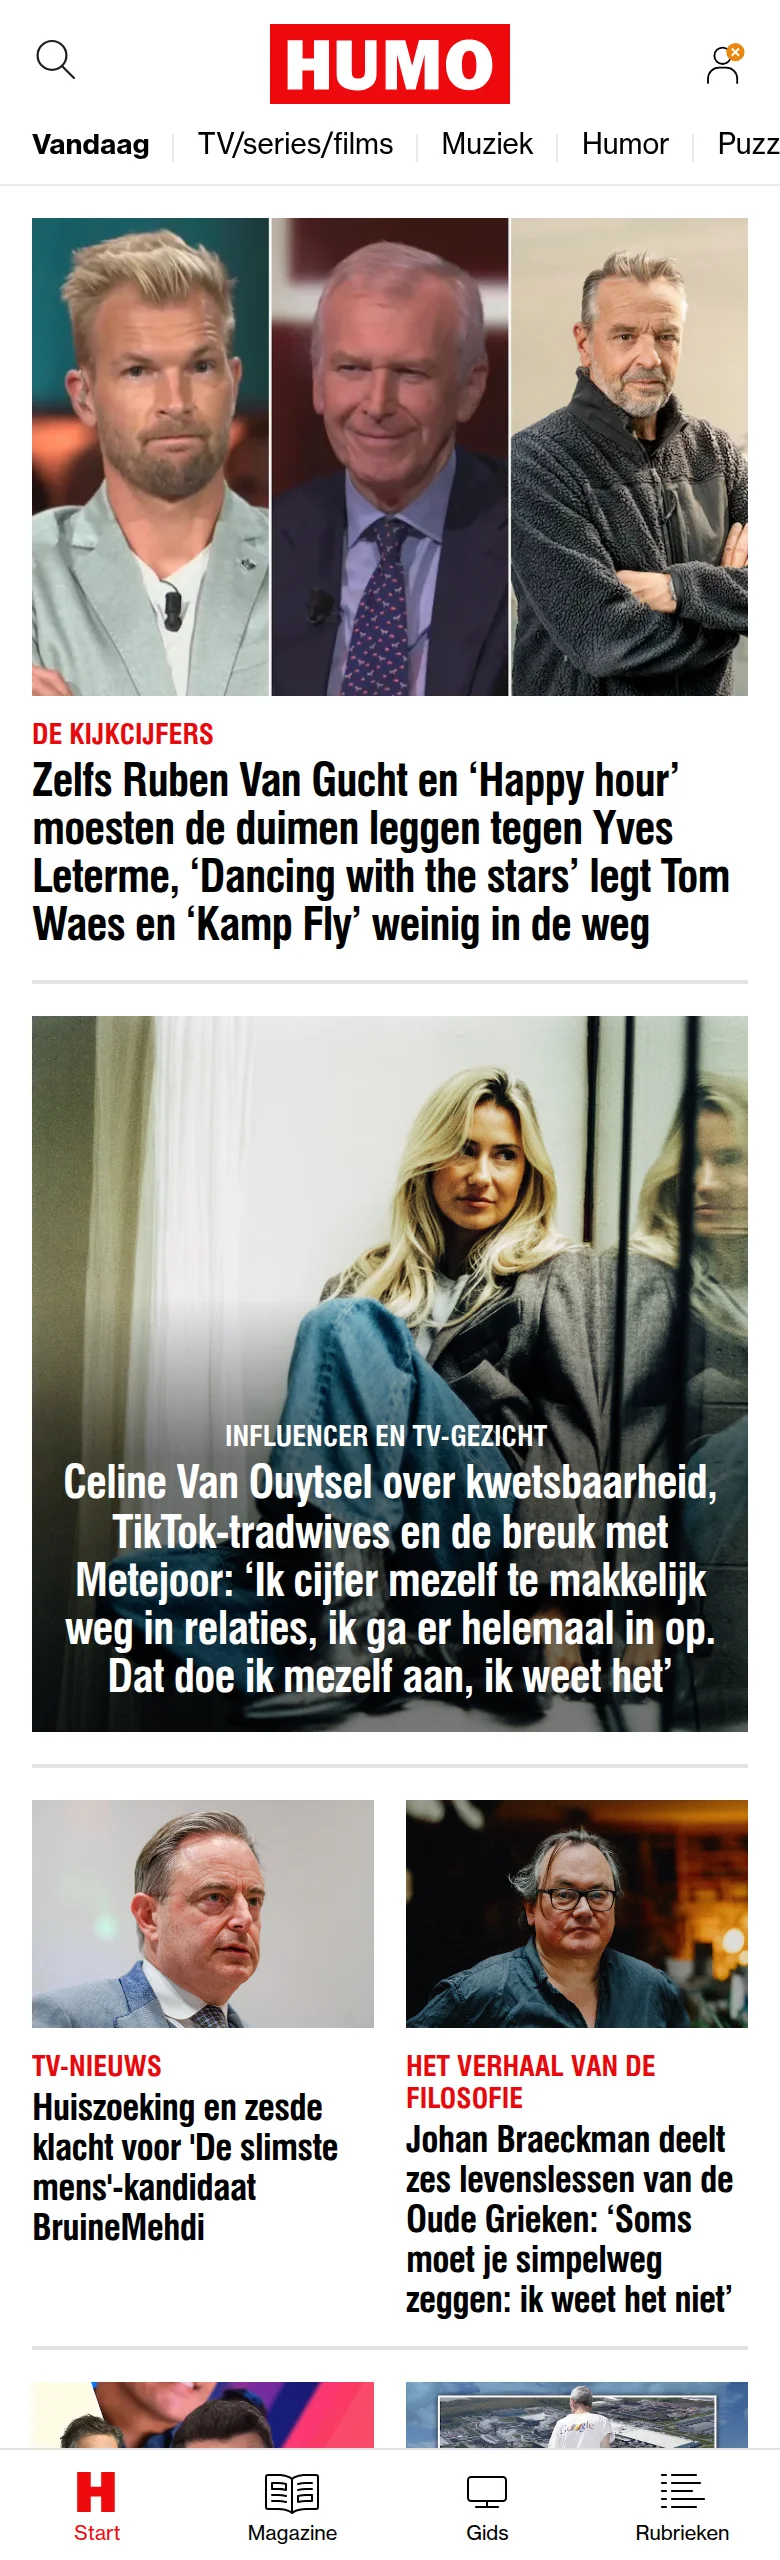 HUMO
Vandaag
TV/series/films
Muziek
Humor
Puzz
DE KIJKCIJFERS
Zelfs Ruben Van Gucht en ‘Happy hour’
moesten de duimen leggen tegen Yves
Leterme, ‘Dancing with the stars’ legt Tom
Waes en ‘Kamp Fly’ weinig in de weg
INFLUENCER EN TV-GEZICHT
Celine Van Ouytsel over kwetsbaarheid,
TikTok-tradwives en de breuk met
Metejoor: ‘Ik cijfer mezelf te makkelijk
weg in relaties, ik ga er helemaal in op.
Dat doe ik mezelf aan, ik weet het’
TV-NIEUWS
Huiszoeking en zesde
klacht voor 'De slimste
mens'-kandidaat
BruineMehdi
HET VERHAAL VAN DE
FILOSOFIE
Johan Braeckman deelt
zes levenslessen van de
Oude Grieken: ‘Soms
moet je simpelweg
zeggen: ik weet het niet’
Google
H
Start
Magazine
Gids
Rubrieken